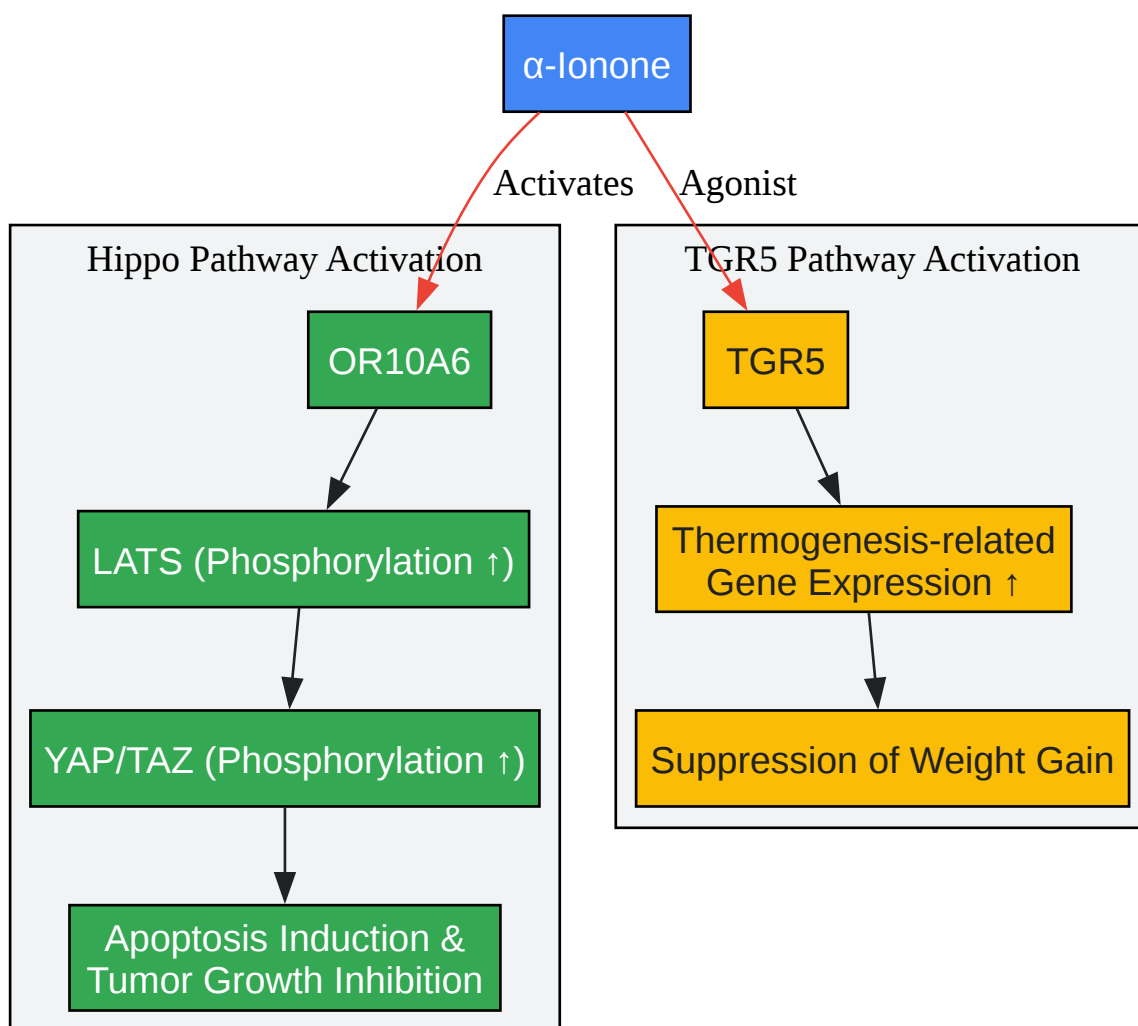 α-Ionone
Activates
Agonist
Hippo Pathway Activation
TGR5 Pathway Activation
OR10A6
TGR5
LATS (Phosphorylation ↑)
Thermogenesis-related
Gene Expression ↑
YAP/TAZ (Phosphorylation ↑)
Suppression of Weight Gain
Apoptosis Induction &
Tumor Growth Inhibition